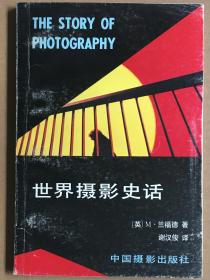 THE STORY OF
PHOTOGRAPHY
世界摄影史话
[英] M·兰福德 著
谢汉俊 译
中国摄影出版社